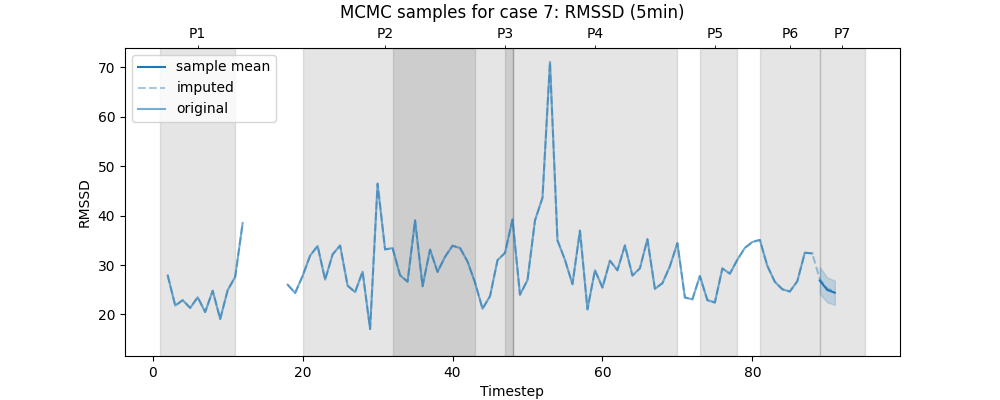 MCMC samples for case 7: RMSSD (5min)
P1 P2 P3 P4 P5 P6 P7
sample mean
imputed
original
70
60
50
40
30
20
RMSSD
0 20 40 60 80
Timestep